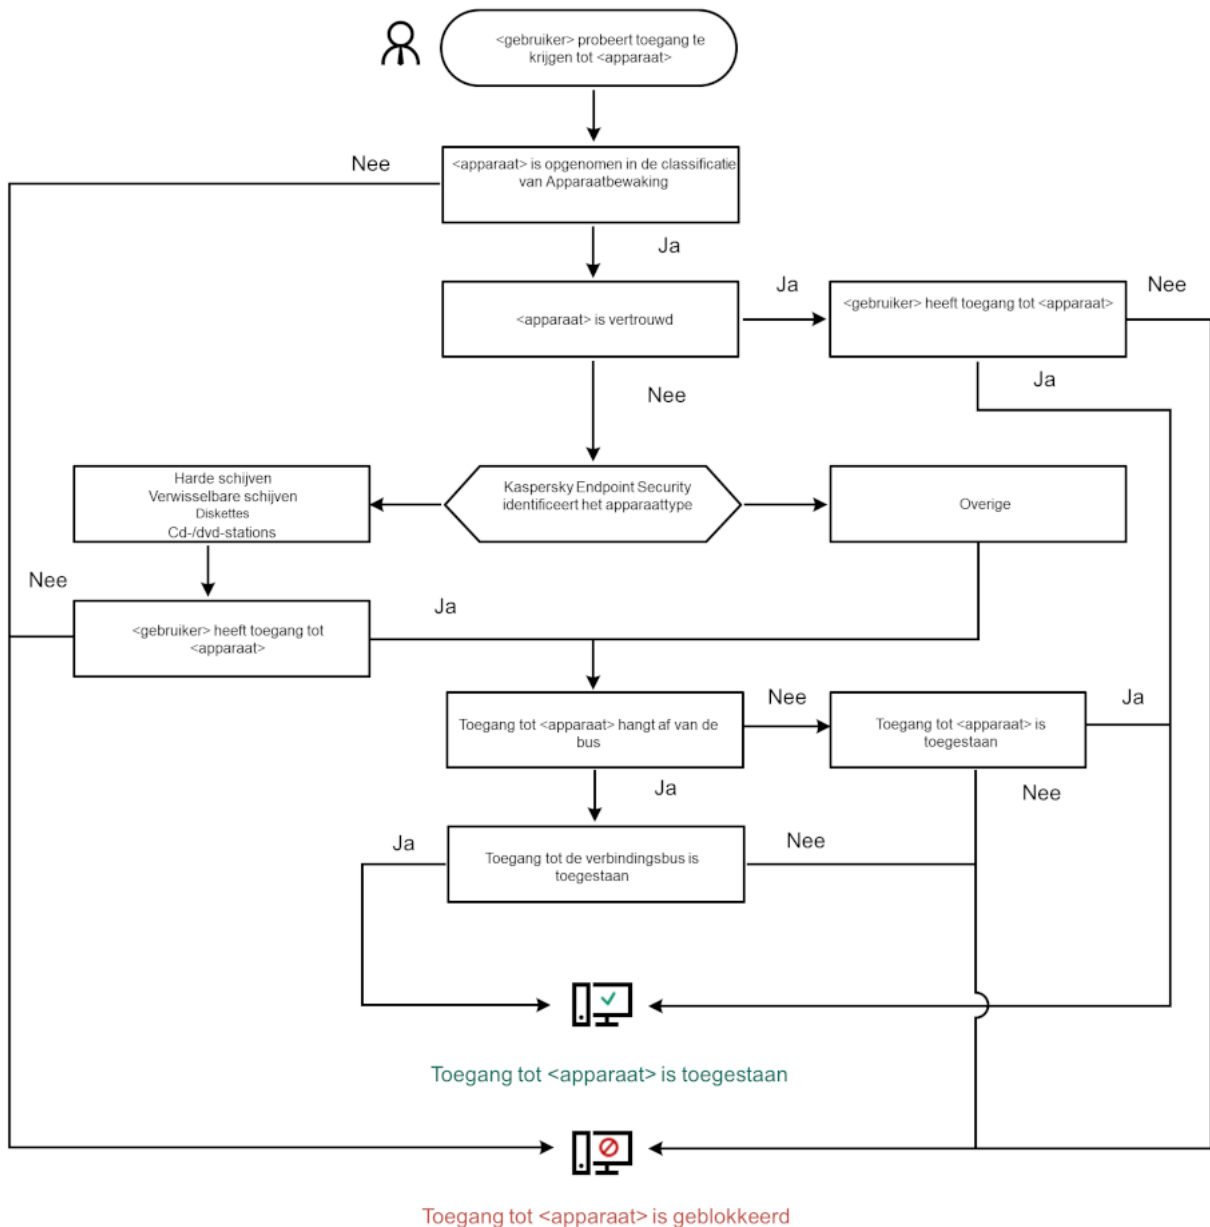 <gebruiker> probeert toegang te
krijgen tot <apparaat>
Nee
<apparaat> is opgenomen in de classificatie
van Apparaatbewaking
Ja
Ja
Nee
<apparaat> is vertrouwd
<gebruiker> heeft toegang tot <apparaat>
Nee
Ja
Harde schijven
Verwisselbare schijven
Diskettes
Cd-/dvd-stations
Kaspersky Endpoint Security
identificeert het apparaattype
Overige
Nee
Ja
<gebruiker> heeft toegang tot
<apparaat>
Toegang tot <apparaat> hangt af van de
bus
Nee
Toegang tot <apparaat> is
toegestaan
Ja
Ja
Nee
Ja
Toegang tot de verbindingsbus is
toegestaan
Nee
Toegang tot <apparaat> is toegestaan
Toegang tot <apparaat> is geblokkeerd